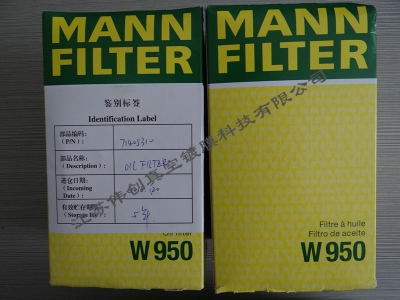 MANN
FILTER
鉴别标签
Identification Label
部品编码:
(P/N):
71405310
部品名称:
(Description):
OIL FILTER
进仓日期:
(Incoming
Date):
有效贮存期限:
(Storage life):
5年
Oil filter
W 950
MANN
FILTER
Filtre à huile
Filtro de aceite
W 950